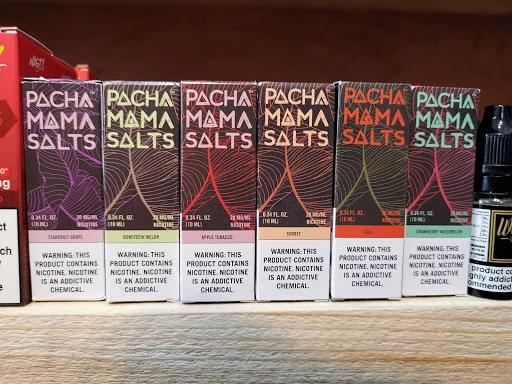 NASTY
PACHA
MAMA
SALTS
0.34 FL. OZ.
(10 ML)
20 MG/ML
NICOTINE
STARFRUIT GRAPE
WARNING: THIS
PRODUCT CONTAINS
NICOTINE. NICOTINE
IS AN ADDICTIVE
CHEMICAL.
PACHA
MAMA
SALTS
0.34 FL. OZ.
(10 ML)
20 MG/ML
NICOTINE
HONEYDEW MELON
WARNING: THIS
PRODUCT CONTAINS
NICOTINE. NICOTINE
IS AN ADDICTIVE
CHEMICAL.
PACHA
MAMA
SALTS
0.34 FL. OZ.
(10 ML)
20 MG/ML
NICOTINE
APPLE TOBACCO
WARNING: THIS
PRODUCT CONTAINS
NICOTINE. NICOTINE
IS AN ADDICTIVE
CHEMICAL.
PACHA
MAMA
SALTS
0.34 FL. OZ.
(10 ML)
20 MG/ML
NICOTINE
SORBET
WARNING: THIS
PRODUCT CONTAINS
NICOTINE. NICOTINE
IS AN ADDICTIVE
CHEMICAL.
PACHA
MAMA
SALTS
0.34 FL. OZ.
(10 ML)
20 MG/ML
NICOTINE
FUJI
WARNING: THIS
PRODUCT CONTAINS
NICOTINE. NICOTINE
IS AN ADDICTIVE
CHEMICAL.
PACHA
MAMA
SALTS
0.34 FL. OZ.
(10 ML)
20 MG/ML
NICOTINE
STRAWBERRY WATERMELON
WARNING: THIS
PRODUCT CONTAINS
NICOTINE. NICOTINE
IS AN ADDICTIVE
CHEMICAL.
product co
ghly addic
ommended